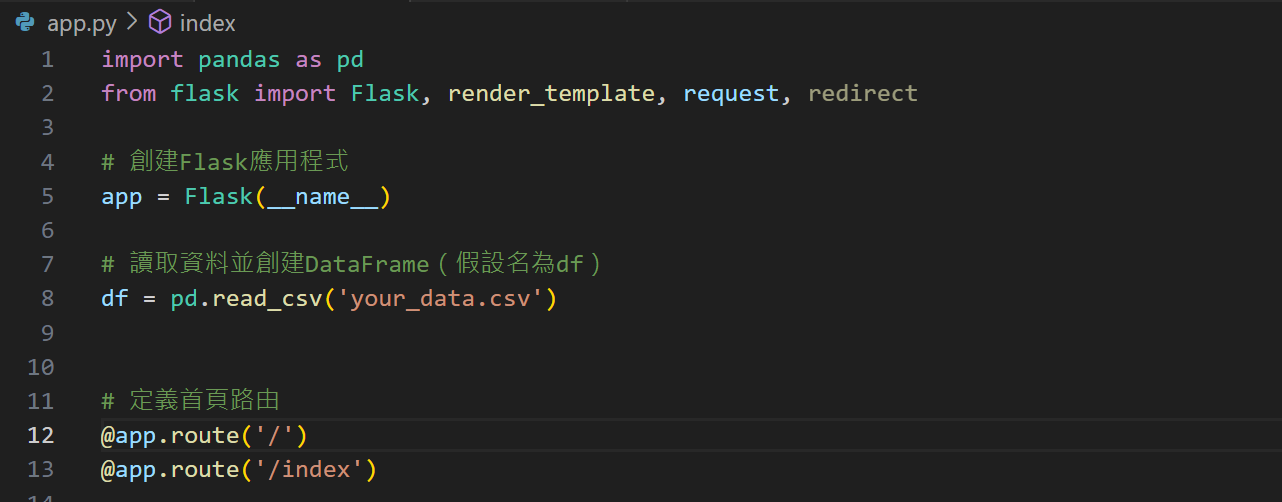 app.py > index
1 import pandas as pd
2 from flask import Flask, render_template, request, redirect
3
4 # 創建Flask應用程式
5 app = Flask(__name__)
6
7 # 讀取資料並創建DataFrame（假設名為df）
8 df = pd.read_csv('your_data.csv')
9
10
11 # 定義首頁路由
12 @app.route('/')
13 @app.route('/index')
14